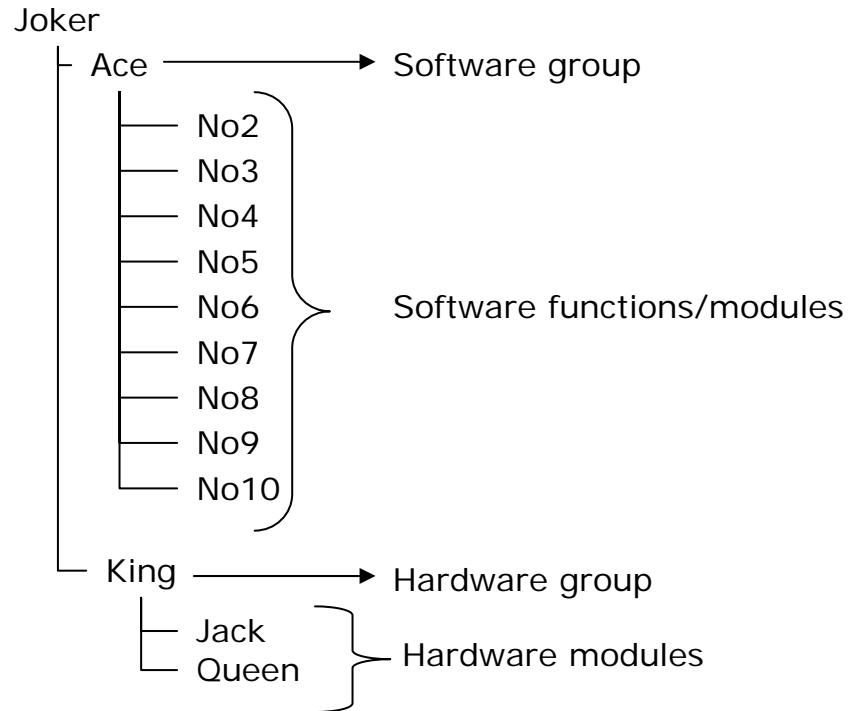 Joker
Ace Software group
No2
No3
No4
No5
No6 Software functions/modules
No7
No8
No9
No10
King Hardware group
Jack
Queen Hardware modules